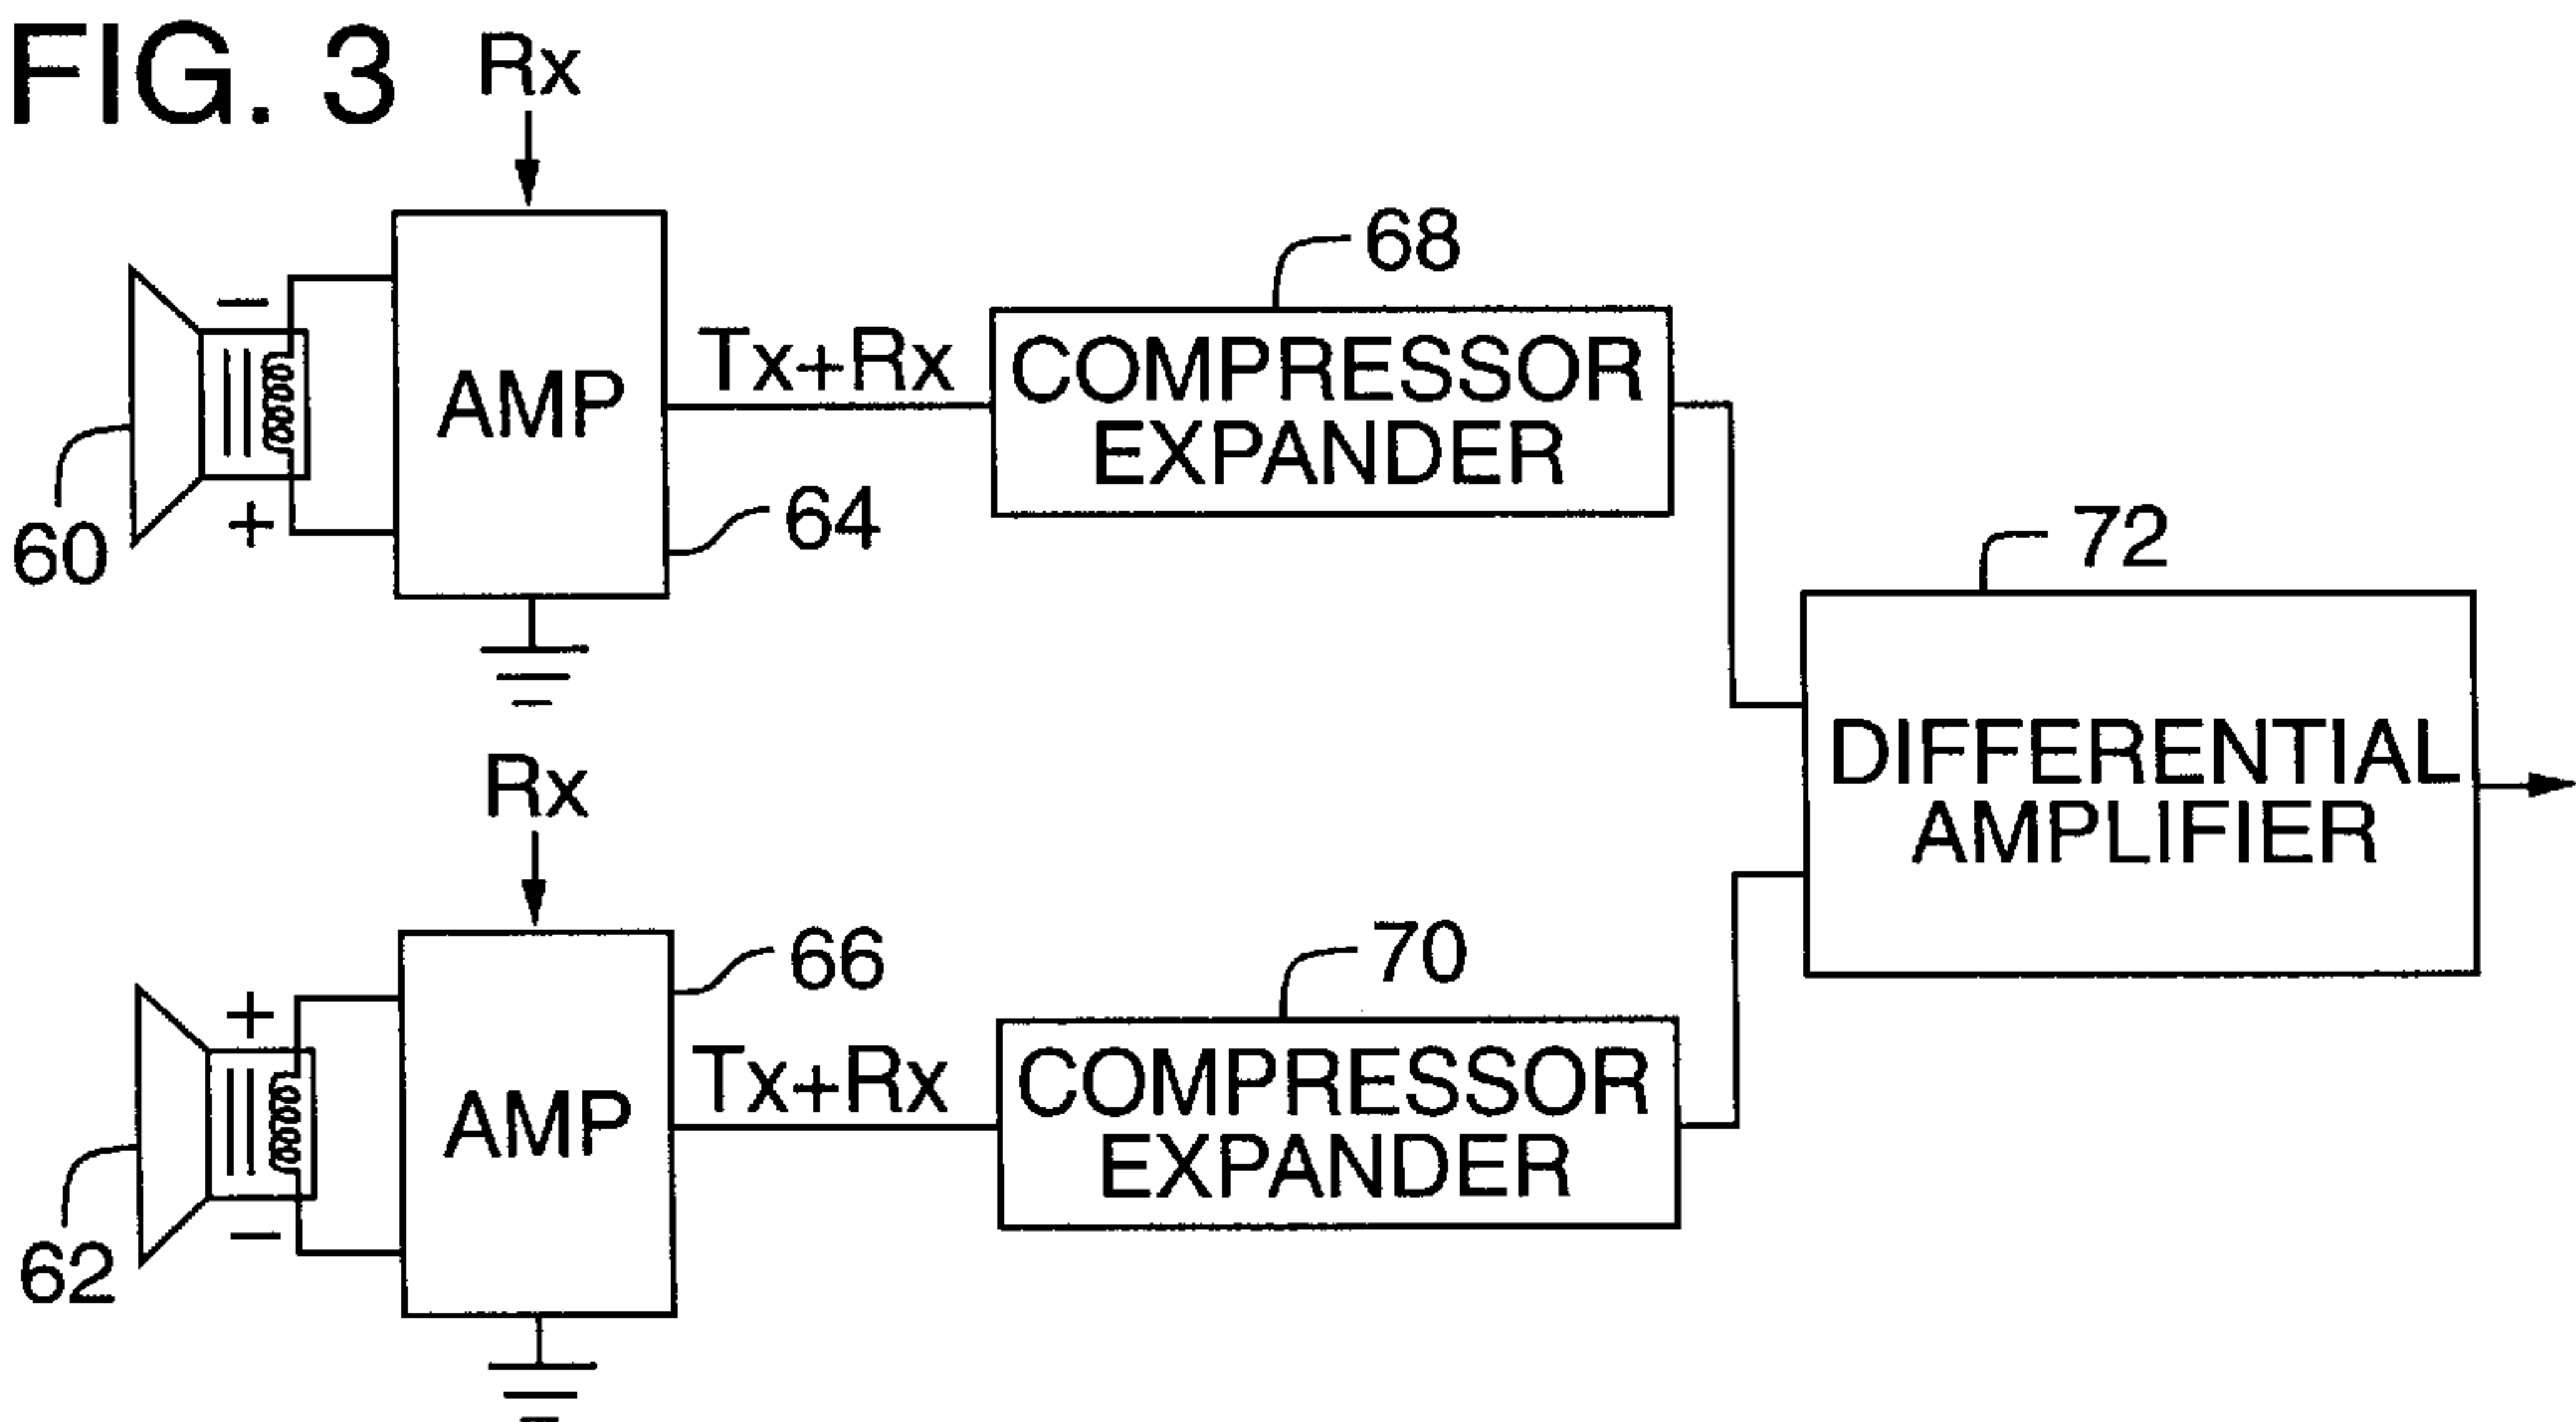 FIG. 3
Rx
68
COMPRESSOR
EXPANDER
Tx+Rx
AMP
−
+
60
64
72
DIFFERENTIAL
AMPLIFIER
Rx
66
70
COMPRESSOR
EXPANDER
Tx+Rx
AMP
+
−
62